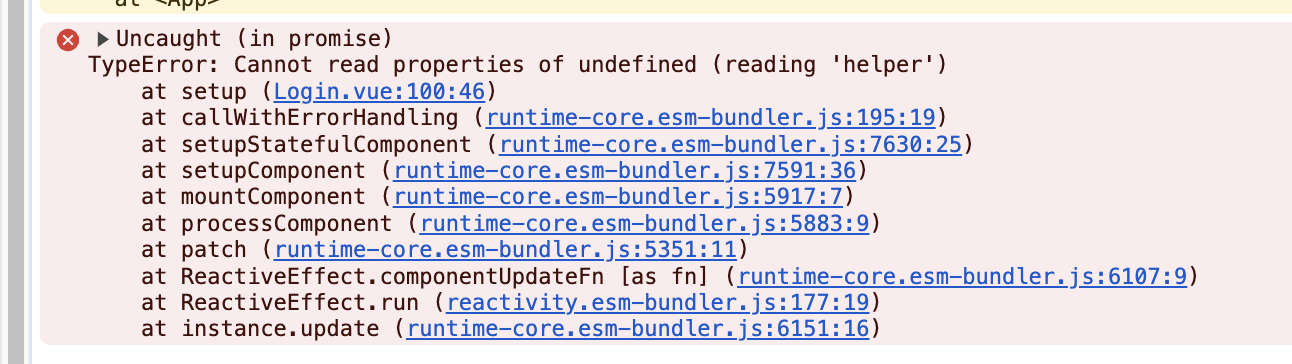 at <App>
Uncaught (in promise)
TypeError: Cannot read properties of undefined (reading 'helper')
at setup (Login.vue:100:46)
at callWithErrorHandling (runtime-core.esm-bundler.js:195:19)
at setupStatefulComponent (runtime-core.esm-bundler.js:7630:25)
at setupComponent (runtime-core.esm-bundler.js:7591:36)
at mountComponent (runtime-core.esm-bundler.js:5917:7)
at processComponent (runtime-core.esm-bundler.js:5883:9)
at patch (runtime-core.esm-bundler.js:5351:11)
at ReactiveEffect.componentUpdateFn [as fn] (runtime-core.esm-bundler.js:6107:9)
at ReactiveEffect.run (reactivity.esm-bundler.js:177:19)
at instance.update (runtime-core.esm-bundler.js:6151:16)